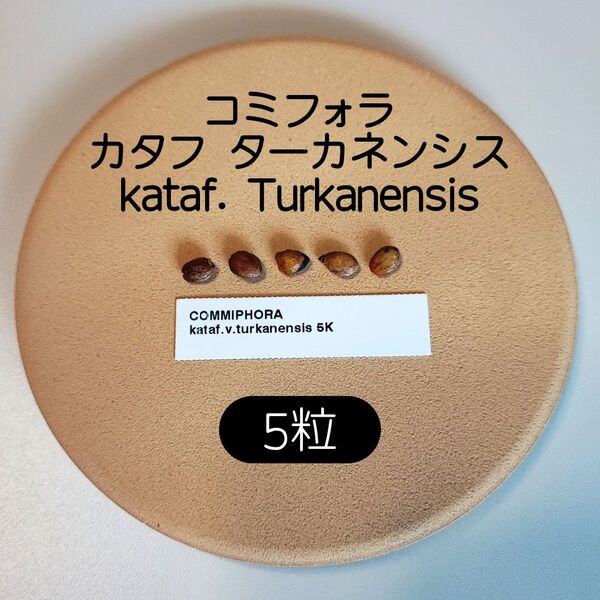 コミフォラ
カタフ ターカネンシス
kataf. Turkanensis
COMMIPHORA
kataf.v.turkanensis 5K
5粒